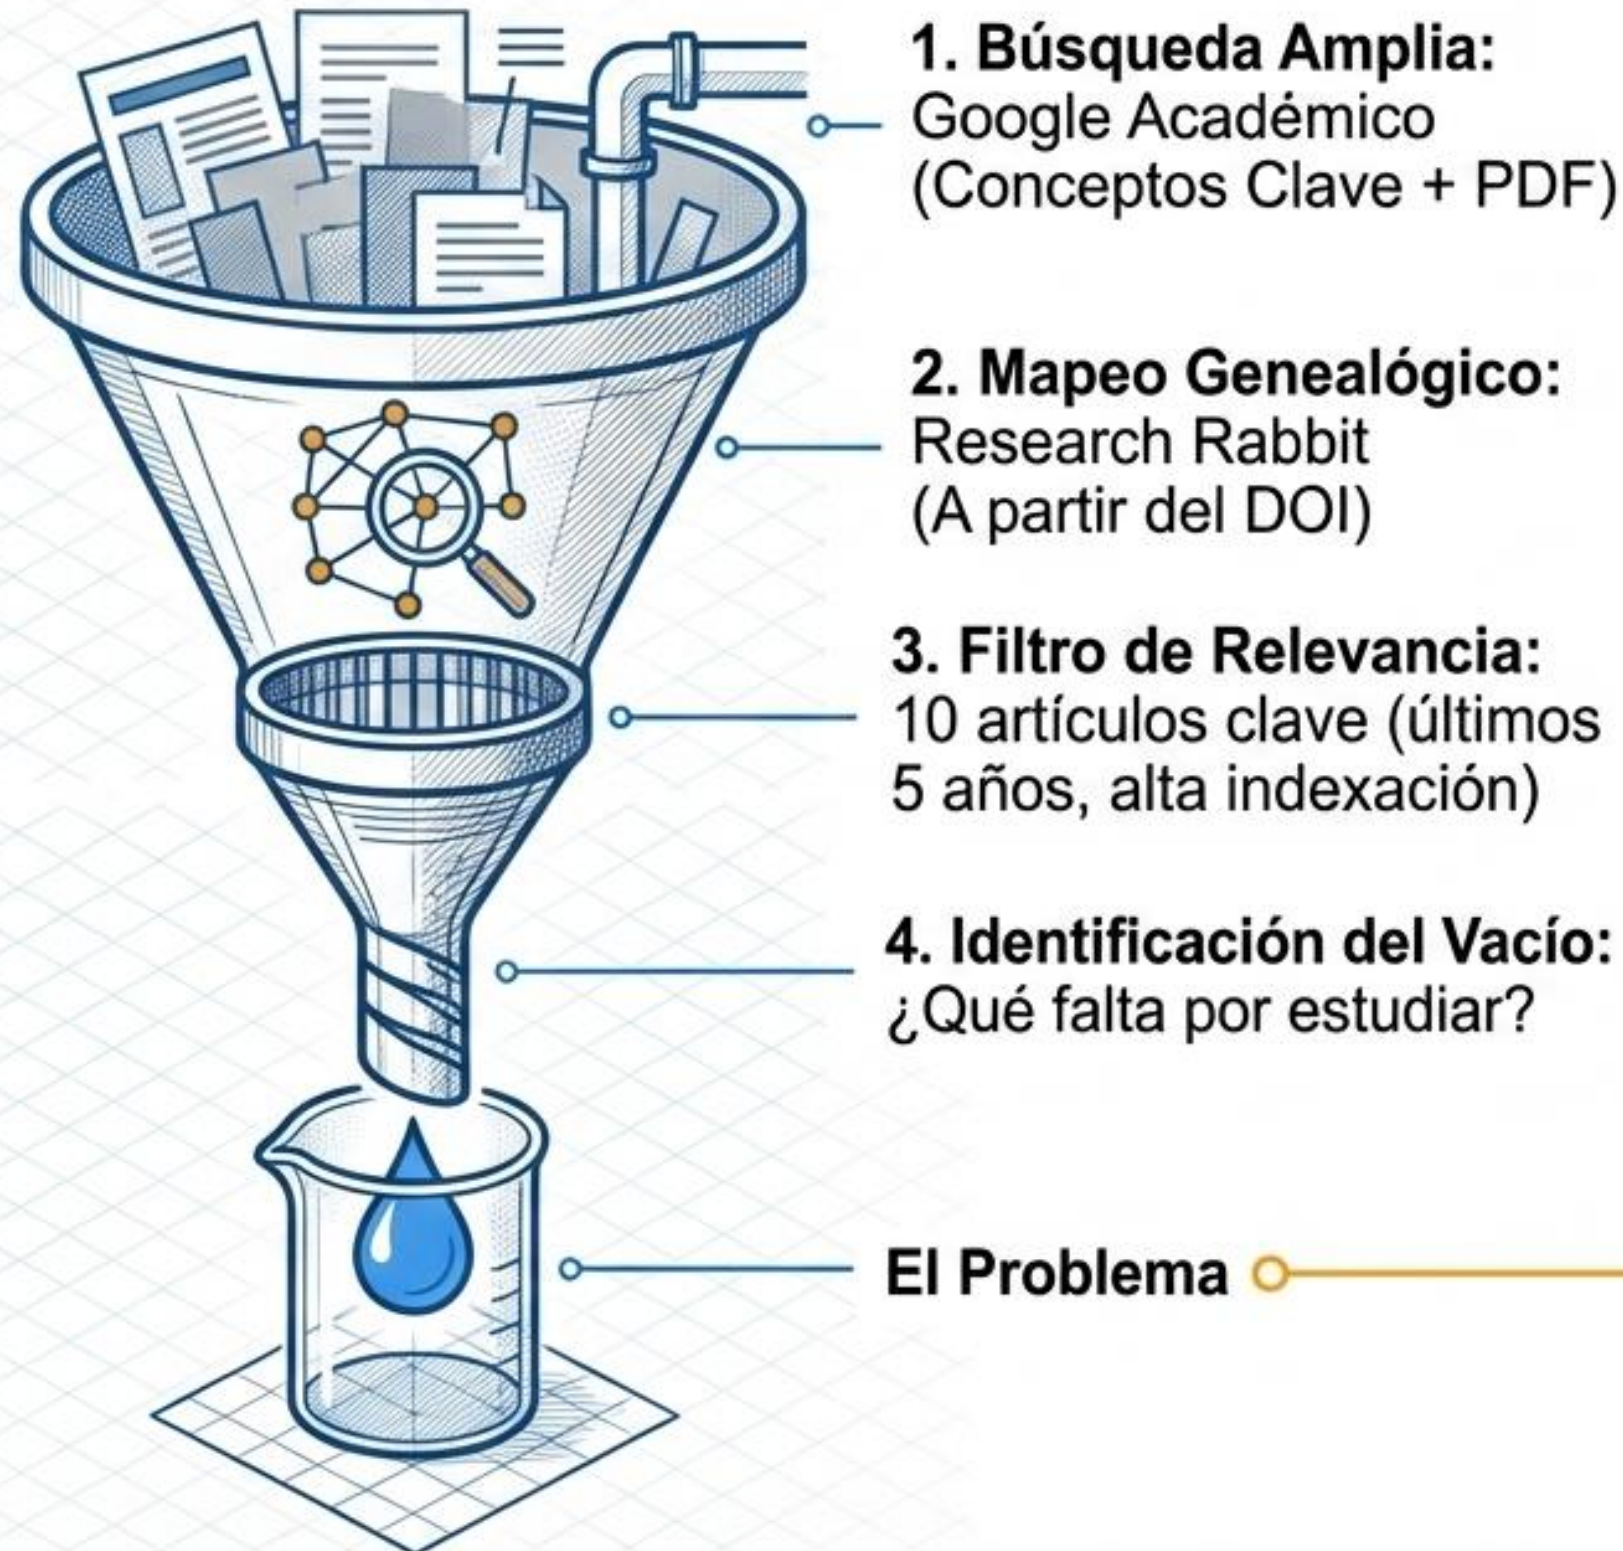 1. Búsqueda Amplia:
Google Académico
(Conceptos Clave + PDF)
2. Mapeo Genealógico:
Research Rabbit
(A partir del DOI)
3. Filtro de Relevancia:
10 artículos clave (últimos
5 años, alta indexación)
4. Identificación del Vacío:
¿Qué falta por estudiar?
El Problema